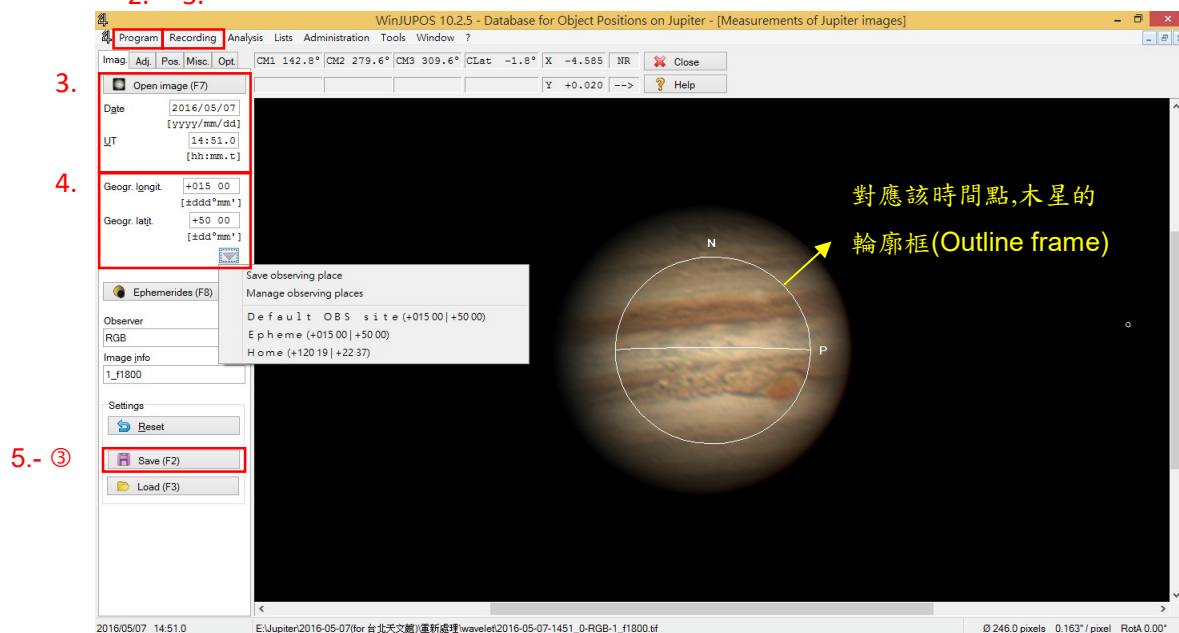 WinJUPOS 10.2.5 - Database for Object Positions on Jupiter - [Measurements of Jupiter images]
Program Recording Analysis Lists Administration Tools Window ?
Imag. Adj. Pos. Misc. Opt. CM1 142.8° CM2 279.6° CM3 309.6° CLat -1.8° X -4.585 NR Close
3. Open image (F7) Y +0.020 --> Help
Date 2016/05/07
[yyyy/mm/dd]
UT 14:51.0
[hh:mm.t]
4. Geogr. longit. +015 00
[±ddd°mm']
Geogr. latit. +50 00
[±dd°mm']
對應該時間點,木星的
輪廓框(Outline frame)
N
P
Save observing place
Manage observing places
Default OBS site (+015 00 | +50 00)
Epheme (+015 00 | +50 00)
Home (+120 19 | +22 37)
Ephemerides (F8)
Observer
RGB
Image info
1_f1800
Settings
Reset
5.- ③ Save (F2)
Load (F3)
2016/05/07 14:51.0 E:\Jupiter\2016-05-07(for 台北天文館)\重新處理\wavelet\2016-05-07-1451_0-RGB-1_f1800.tif Ø 246.0 pixels 0.163"/ pixel RotA 0.00°